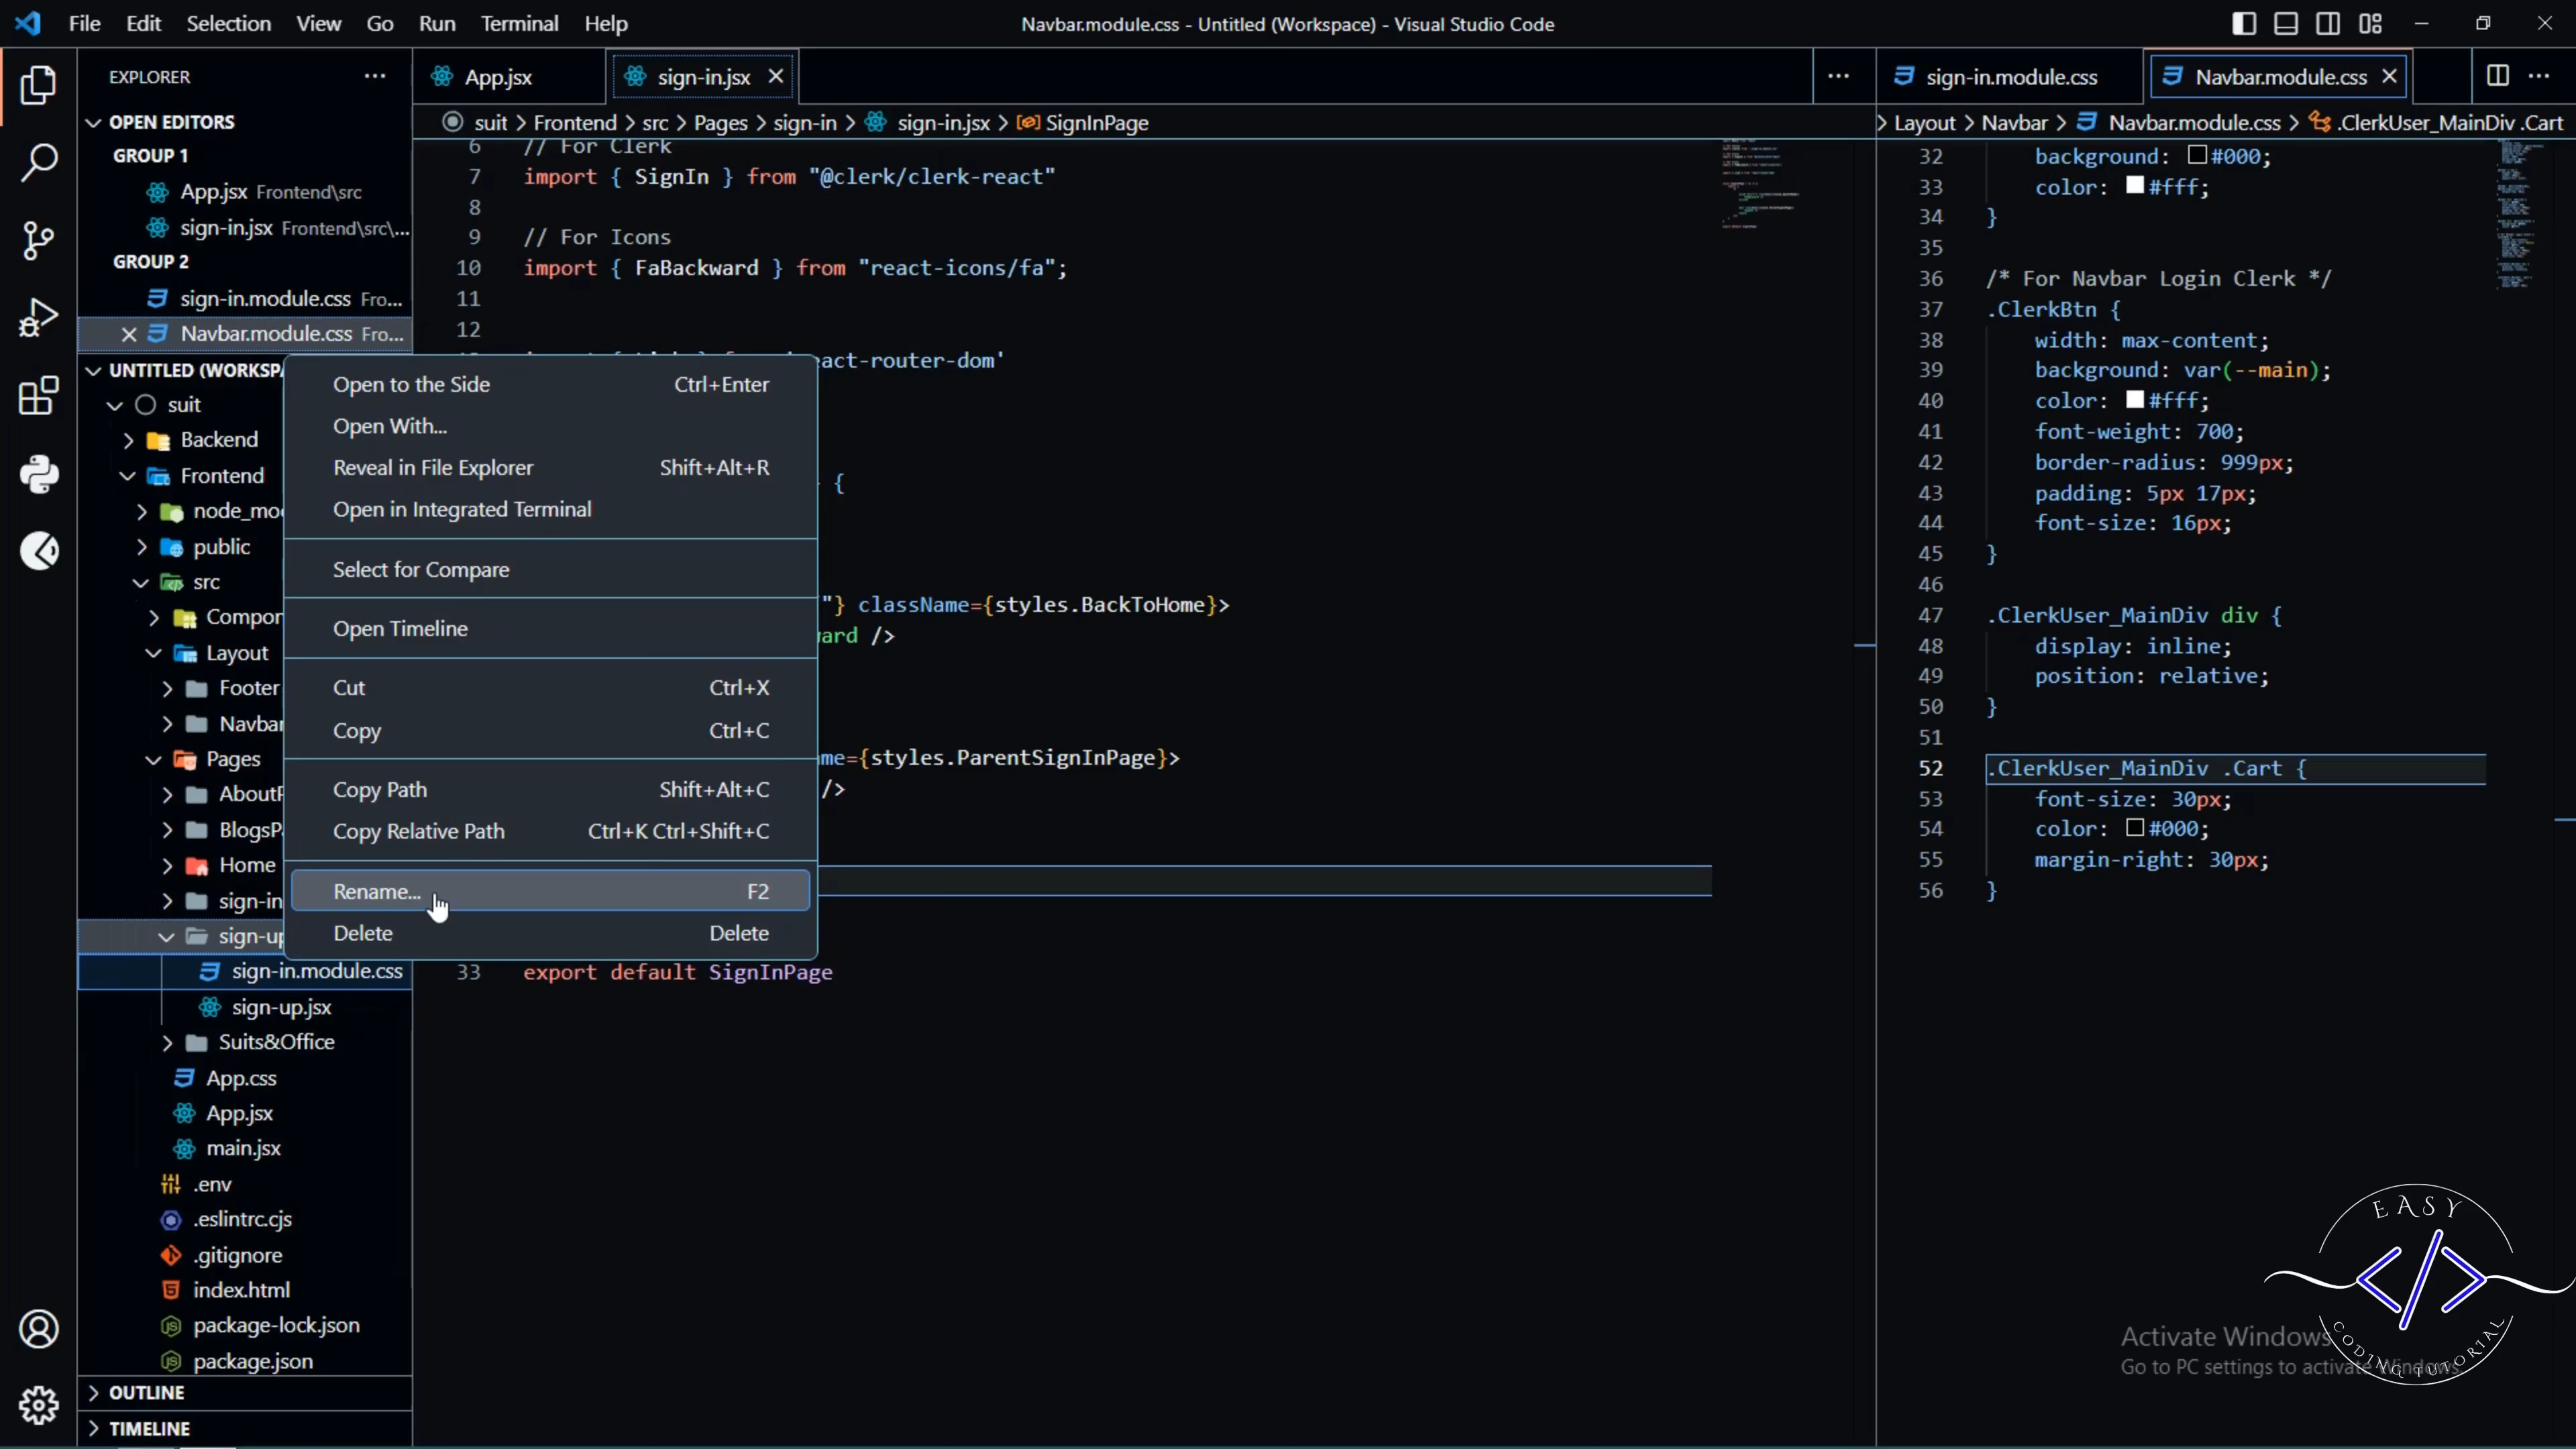 File Edit Selection View Go Run Terminal Help
Navbar.module.css - Untitled (Workspace) - Visual Studio Code
EXPLORER
OPEN EDITORS
GROUP 1
App.jsx Frontend\src
sign-in.jsx Frontend\src\...
GROUP 2
sign-in.module.css Fro...
Navbar.module.css Fro...
UNTITLED (WORKSPA
suit
Backend
Frontend
node_mo
public
src
Compor
Layout
Footer
Navbar
Pages
AboutP
BlogsP
Home
sign-in
sign-up
sign-in.module.css
sign-up.jsx
Suits&Office
App.css
App.jsx
main.jsx
.env
.eslintrc.cjs
.gitignore
index.html
package-lock.json
package.json
OUTLINE
TIMELINE
Open to the Side Ctrl+Enter
Open With...
Reveal in File Explorer Shift+Alt+R
Open in Integrated Terminal
Select for Compare
Open Timeline
Cut Ctrl+X
Copy Ctrl+C
Copy Path Shift+Alt+C
Copy Relative Path Ctrl+K Ctrl+Shift+C
Rename... F2
Delete Delete
App.jsx
sign-in.jsx
suit > Frontend > src > Pages > sign-in > sign-in.jsx > SignInPage
6 // For Clerk
7 import { SignIn } from "@clerk/clerk-react"
8
9 // For Icons
10 import { FaBackward } from "react-icons/fa";
11
12
act-router-dom'
{
"} className={styles.BackToHome}>
ard />
me={styles.ParentSignInPage}>
/>
33 export default SignInPage
sign-in.module.css
Navbar.module.css
> Layout > Navbar > Navbar.module.css > .ClerkUser_MainDiv .Cart
32 background: #000;
33 color: #fff;
34 }
35
36 /* For Navbar Login Clerk */
37 .ClerkBtn {
38 width: max-content;
39 background: var(--main);
40 color: #fff;
41 font-weight: 700;
42 border-radius: 999px;
43 padding: 5px 17px;
44 font-size: 16px;
45 }
46
47 .ClerkUser_MainDiv div {
48 display: inline;
49 position: relative;
50 }
51
52 .ClerkUser_MainDiv .Cart {
53 font-size: 30px;
54 color: #000;
55 margin-right: 30px;
56 }
EASY
</>
CODING TUTORIAL
Activate Windows
Go to PC settings to activate Windows.